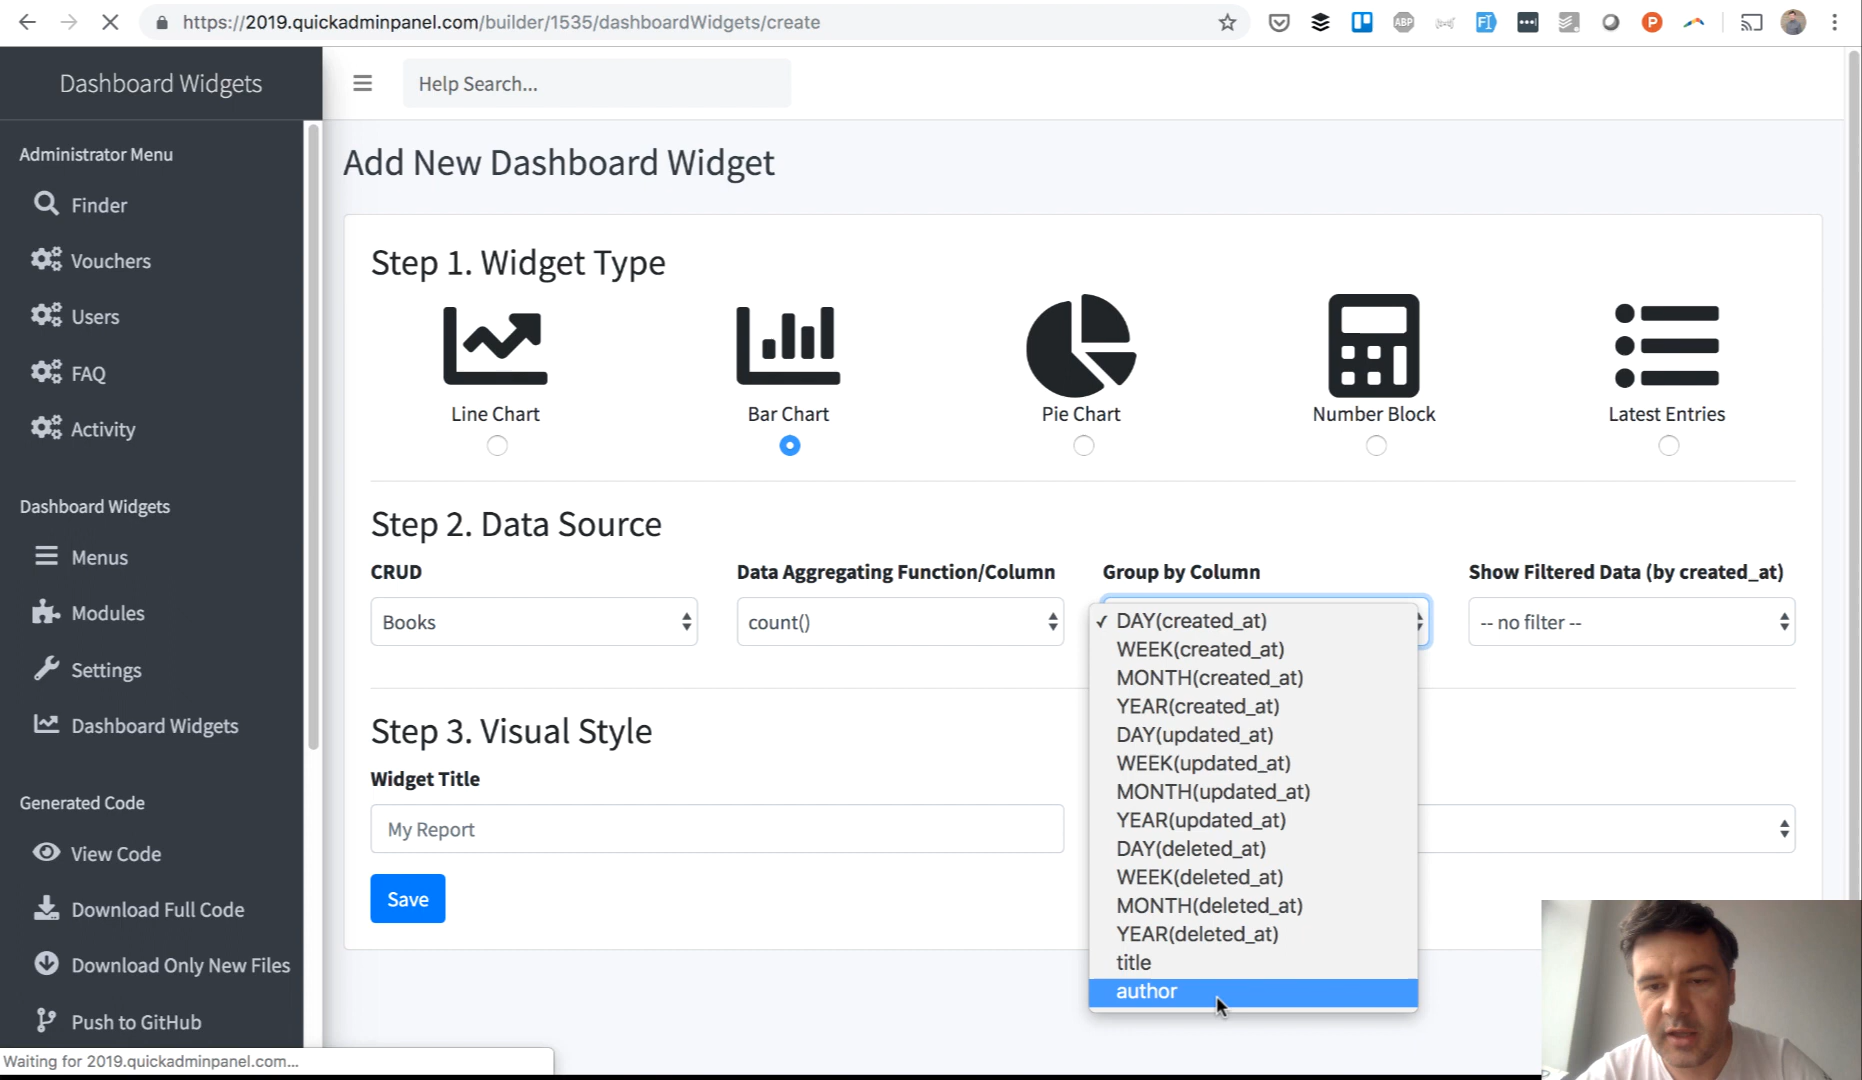 https://2019.quickadminpanel.com/builder/1535/dashboardWidgets/create
ABP
P
Dashboard Widgets
Help Search...
Administrator Menu
Finder
Vouchers
Users
FAQ
Activity
Dashboard Widgets
Menus
Modules
Settings
Dashboard Widgets
Generated Code
View Code
Download Full Code
Download Only New Files
Push to GitHub
Waiting for 2019.quickadminpanel.com...
Add New Dashboard Widget
Step 1. Widget Type
Line Chart
Bar Chart
Pie Chart
Number Block
Latest Entries
Step 2. Data Source
CRUD
Data Aggregating Function/Column
Group by Column
Show Filtered Data (by created_at)
Books
count()
-- no filter --
✓ DAY(created_at)
WEEK(created_at)
MONTH(created_at)
YEAR(created_at)
DAY(updated_at)
WEEK(updated_at)
MONTH(updated_at)
YEAR(updated_at)
DAY(deleted_at)
WEEK(deleted_at)
MONTH(deleted_at)
YEAR(deleted_at)
title
author
Step 3. Visual Style
Widget Title
My Report
Save